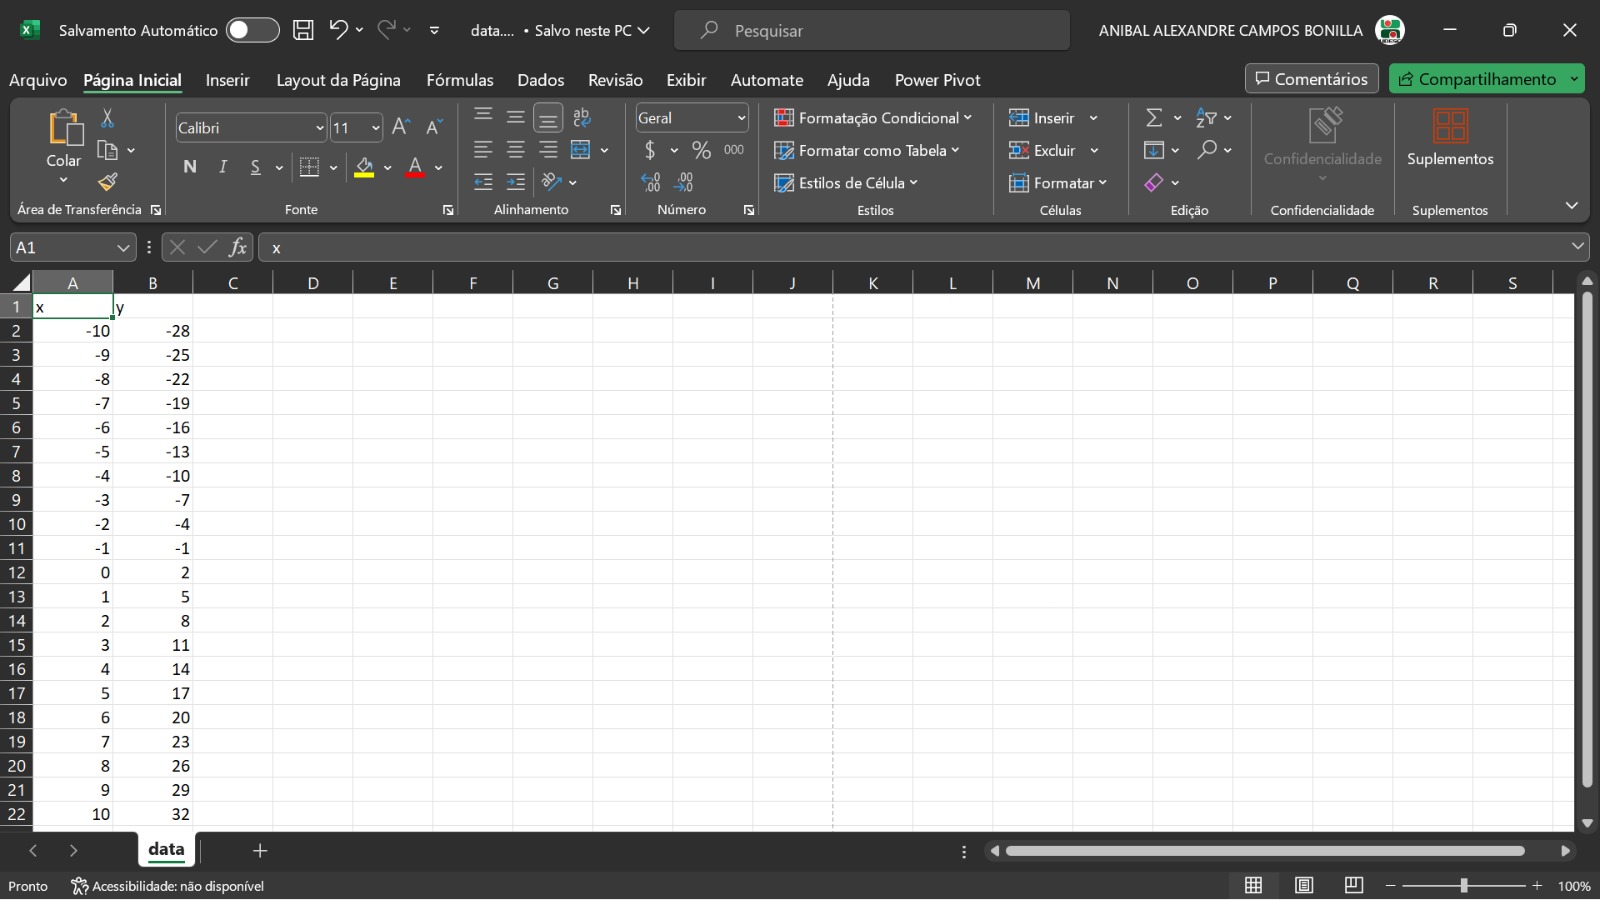 Salvamento Automático data.... • Salvo neste PC Pesquisar ANIBAL ALEXANDRE CAMPOS BONILLA
Arquivo Página Inicial Inserir Layout da Página Fórmulas Dados Revisão Exibir Automate Ajuda Power Pivot Comentários Compartilhamento
Colar Calibri 11 Geral Formatação Condicional Inserir Confidencialidade Suplementos
N I S A $ % 000 Formatar como Tabela Excluir
Estilos de Célula Formatar
Área de Transferência Fonte Alinhamento Número Estilos Células Edição Confidencialidade Suplementos
A1 fx x
A B C D E F G H I J K L M N O P Q R S
1 x y
2 -10 -28
3 -9 -25
4 -8 -22
5 -7 -19
6 -6 -16
7 -5 -13
8 -4 -10
9 -3 -7
10 -2 -4
11 -1 -1
12 0 2
13 1 5
14 2 8
15 3 11
16 4 14
17 5 17
18 6 20
19 7 23
20 8 26
21 9 29
22 10 32
data
Pronto Acessibilidade: não disponível 100%